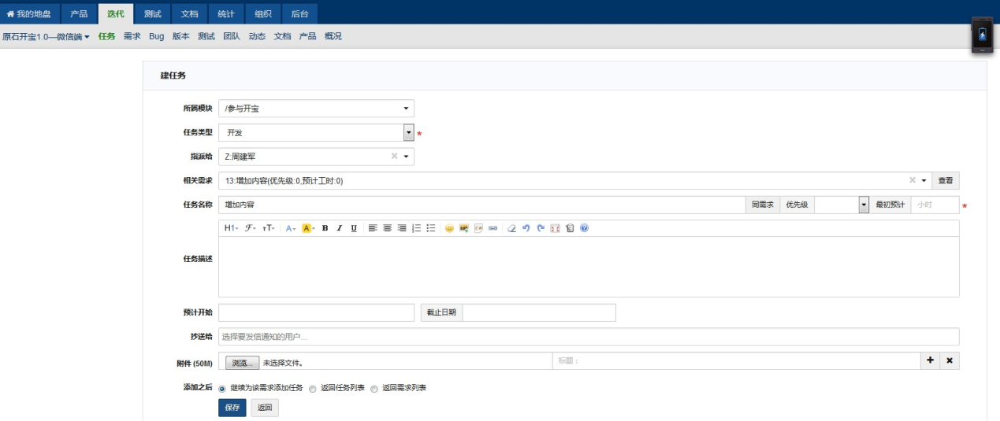 我的地盘 产品 迭代 测试 文档 统计 组织 后台
原石开宝1.0—微信端 任务 需求 Bug 版本 测试 团队 动态 文档 产品 概况
建任务
所属模块 /参与开宝
任务类型 开发 *
指派给 Z:周建军
相关需求 13:增加内容(优先级:0,预计工时:0) 查看
任务名称 增加内容 同需求 优先级 最初预计 小时 *
H1 F тT A A B I U
任务描述
预计开始 截止日期
抄送给 选择要发信通知的用户...
附件 (50M) 浏览... 未选择文件。 标题：
添加之后 继续为该需求添加任务 返回任务列表 返回需求列表
保存 返回